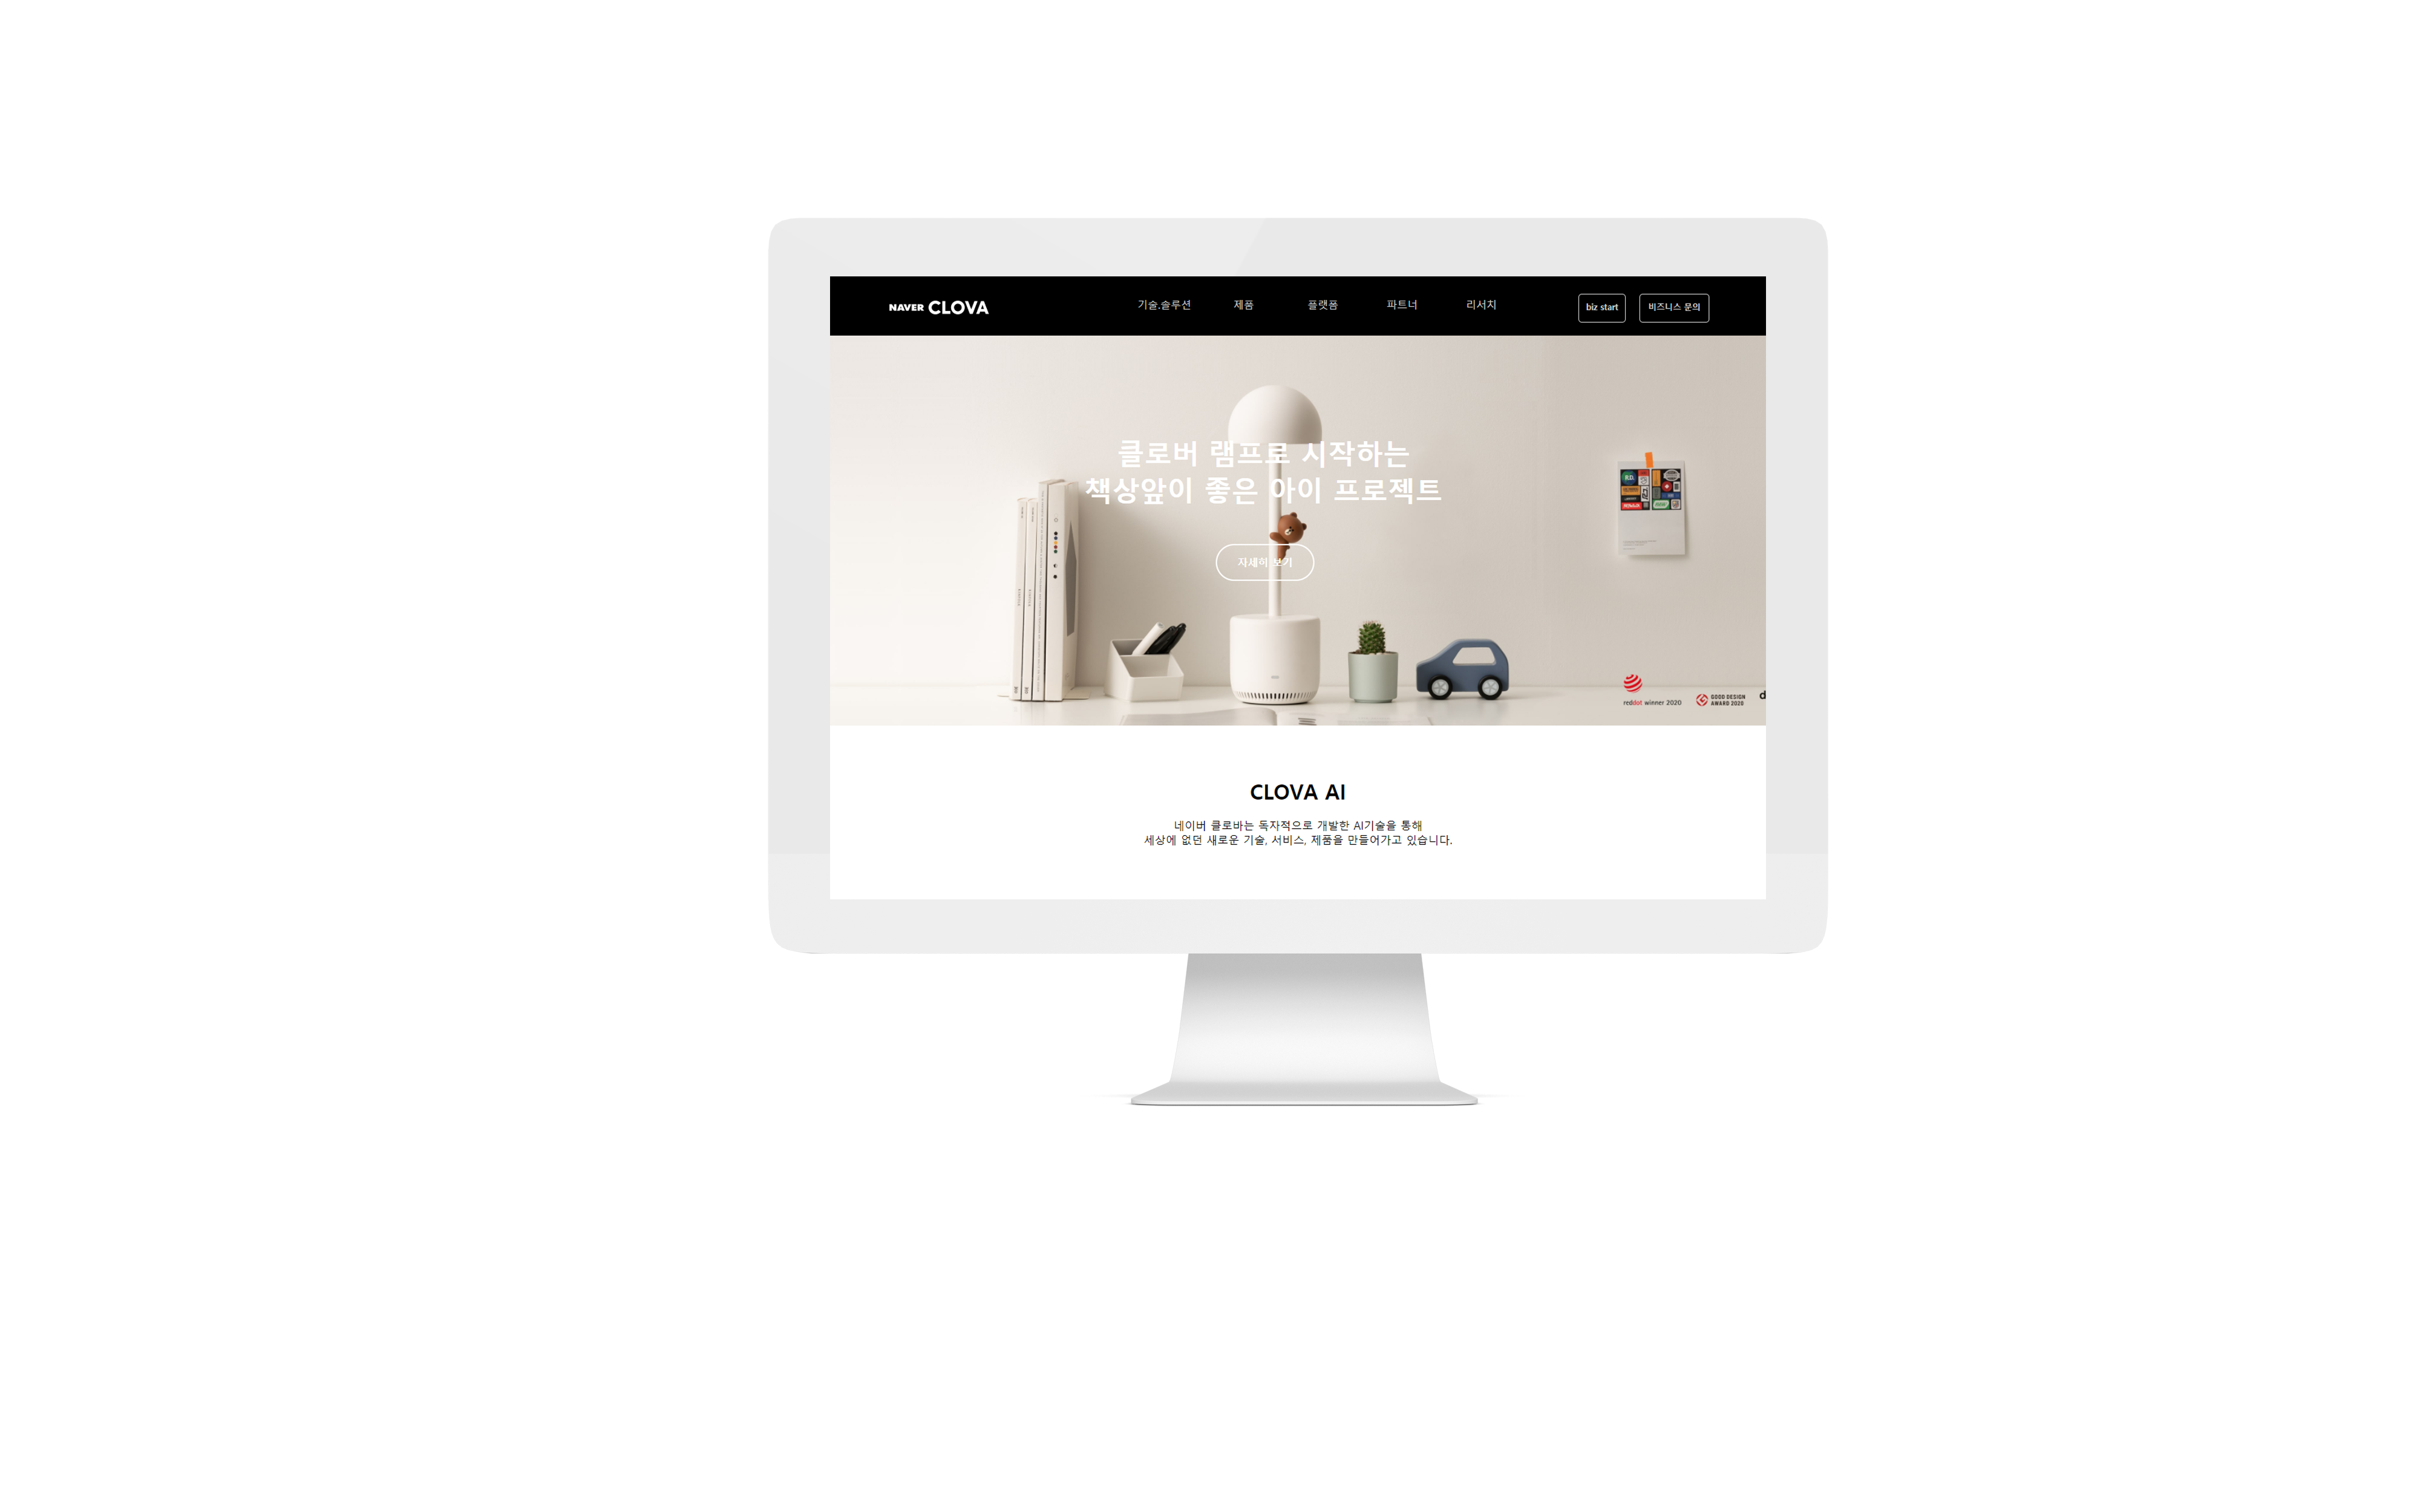 NAVER CLOVA
기술.솔루션 제품 플랫폼 파트너 리서치
biz start 비즈니스 문의
클로버 램프로 시작하는
책상앞이 좋은 아이 프로젝트
자세히 보기
R.D.
reddot winner 2020
GOOD DESIGN
AWARD 2020
CLOVA AI
네이버 클로바는 독자적으로 개발한 AI기술을 통해
세상에 없던 새로운 기술, 서비스, 제품을 만들어가고 있습니다.